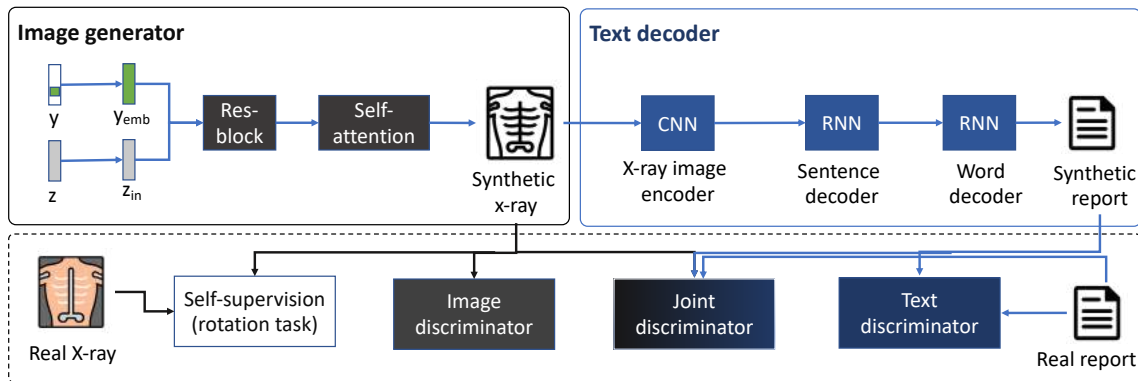 Image generator
Text decoder
y
y_emb
Res-
block
Self-
attention
CNN
RNN
RNN
z
z_in
Synthetic
x-ray
X-ray image
encoder
Sentence
decoder
Word
decoder
Synthetic
report
Real X-ray
Self-supervision
(rotation task)
Image
discriminator
Joint
discriminator
Text
discriminator
Real report